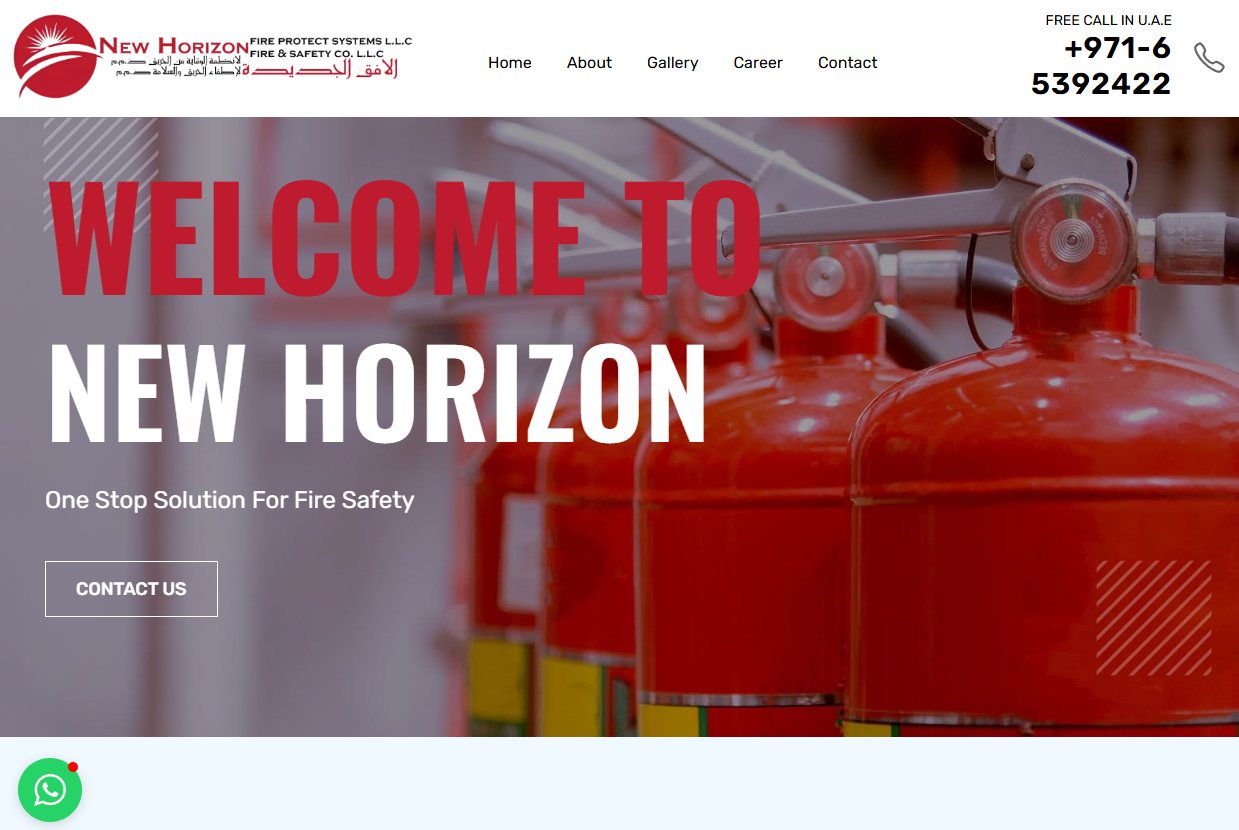 New Horizon
FIRE PROTECT SYSTEMS L.L.C
FIRE & SAFETY CO. L.L.C
لانظمة الوقاية من الحريق ذ.م.م
لإطفاء الحريق والسلامة ذ.م.م
الافق الجديدة
Home About Gallery Career Contact
FREE CALL IN U.A.E
+971-6
5392422
WELCOME TO
NEW HORIZON
One Stop Solution For Fire Safety
CONTACT US